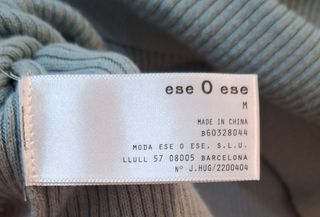 ese O ese
M
MADE IN CHINA
B60328044
MODA ESE O ESE, S.L.U.
LLULL 57 08005 BARCELONA
Nº J.HUG/2200404